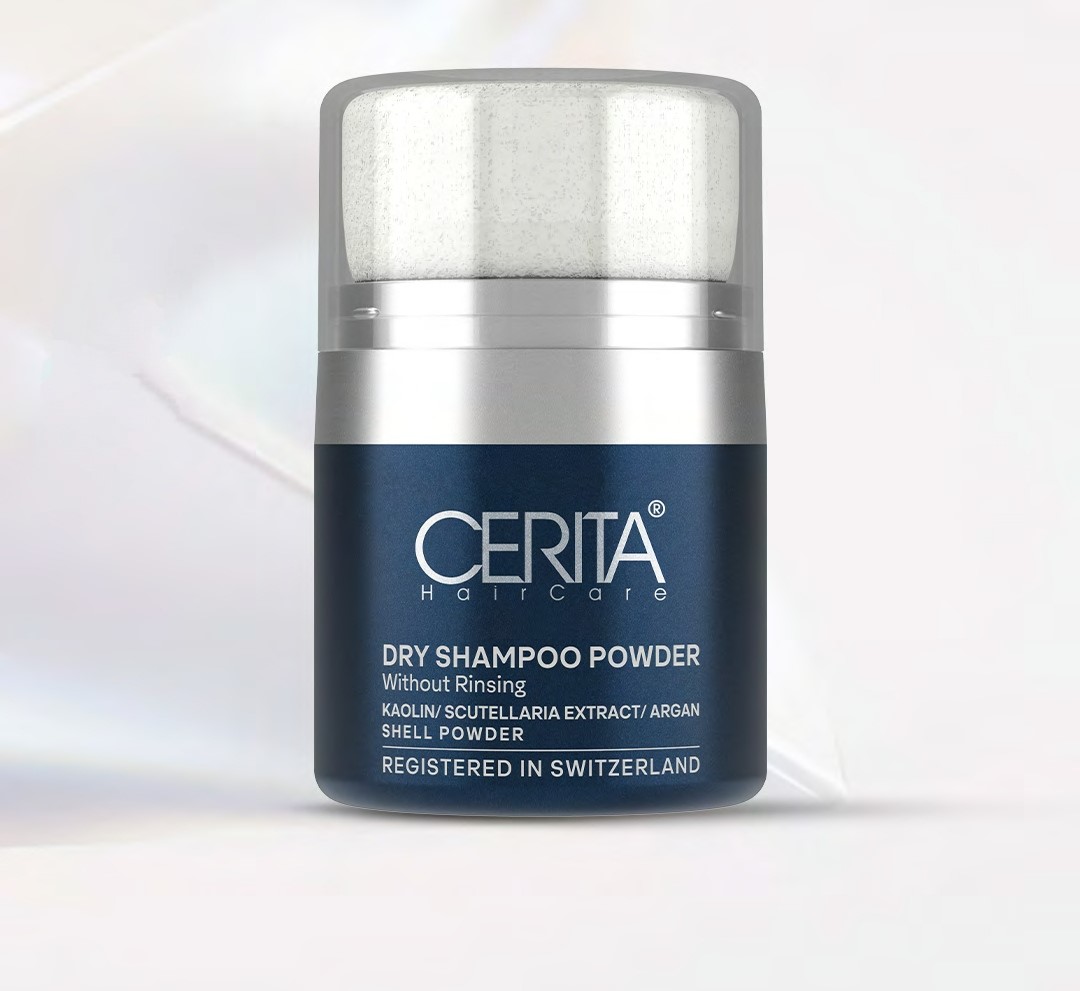 CERITA®
HairCare
DRY SHAMPOO POWDER
Without Rinsing
KAOLIN/ SCUTELLARIA EXTRACT/ ARGAN
SHELL POWDER
REGISTERED IN SWITZERLAND